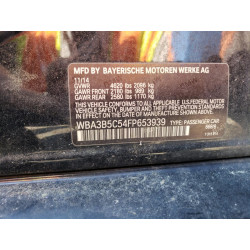 MFD BY BAYERISCHE MOTOREN WERKE AG
11/14
GVWR 4620 lbs 2096 kg
GAWR FRONT 2180 lbs 989 kg
GAWR REAR 2580 lbs 1170 kg
THIS VEHICLE CONFORMS TO ALL APPLICABLE U.S. FEDERAL MOTOR
VEHICLE SAFETY, BUMPER AND THEFT PREVENTION STANDARDS IN
EFFECT ON THE DATE OF MANUFACTURE SHOWN ABOVE.
WBA3B5C54FP653939 TYPE: PASSENGER CAR